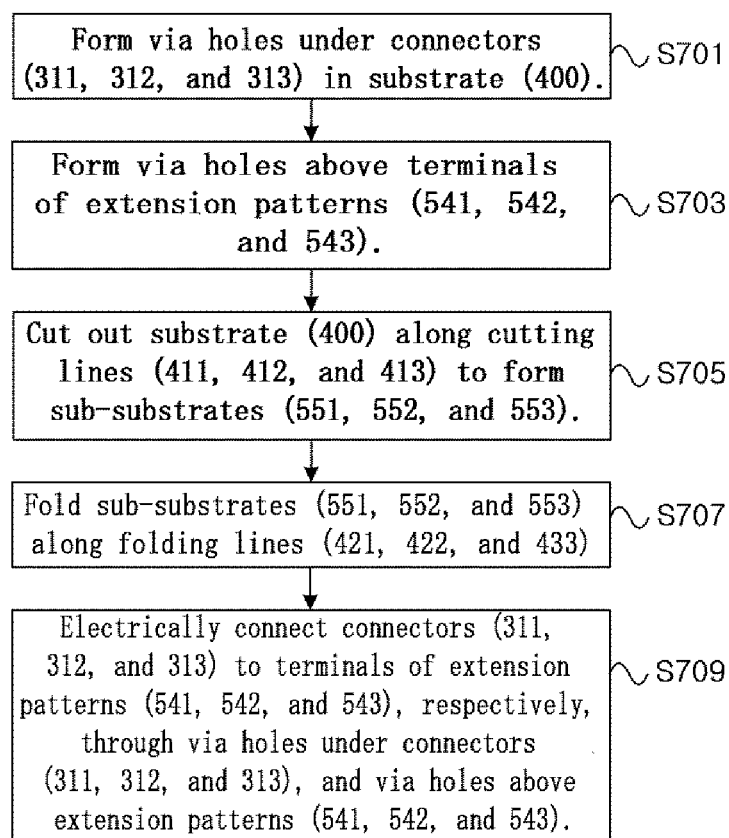 Form via holes under connectors
(311, 312, and 313) in substrate (400).
S701
Form via holes above terminals
of extension patterns (541, 542,
and 543).
S703
Cut out substrate (400) along cutting
lines (411, 412, and 413) to form
sub-substrates (551, 552, and 553).
S705
Fold sub-substrates (551, 552, and 553)
along folding lines (421, 422, and 433)
S707
Electrically connect connectors (311,
312, and 313) to terminals of extension
patterns (541, 542, and 543), respectively,
through via holes under connectors
(311, 312, and 313), and via holes above
extension patterns (541, 542, and 543).
S709